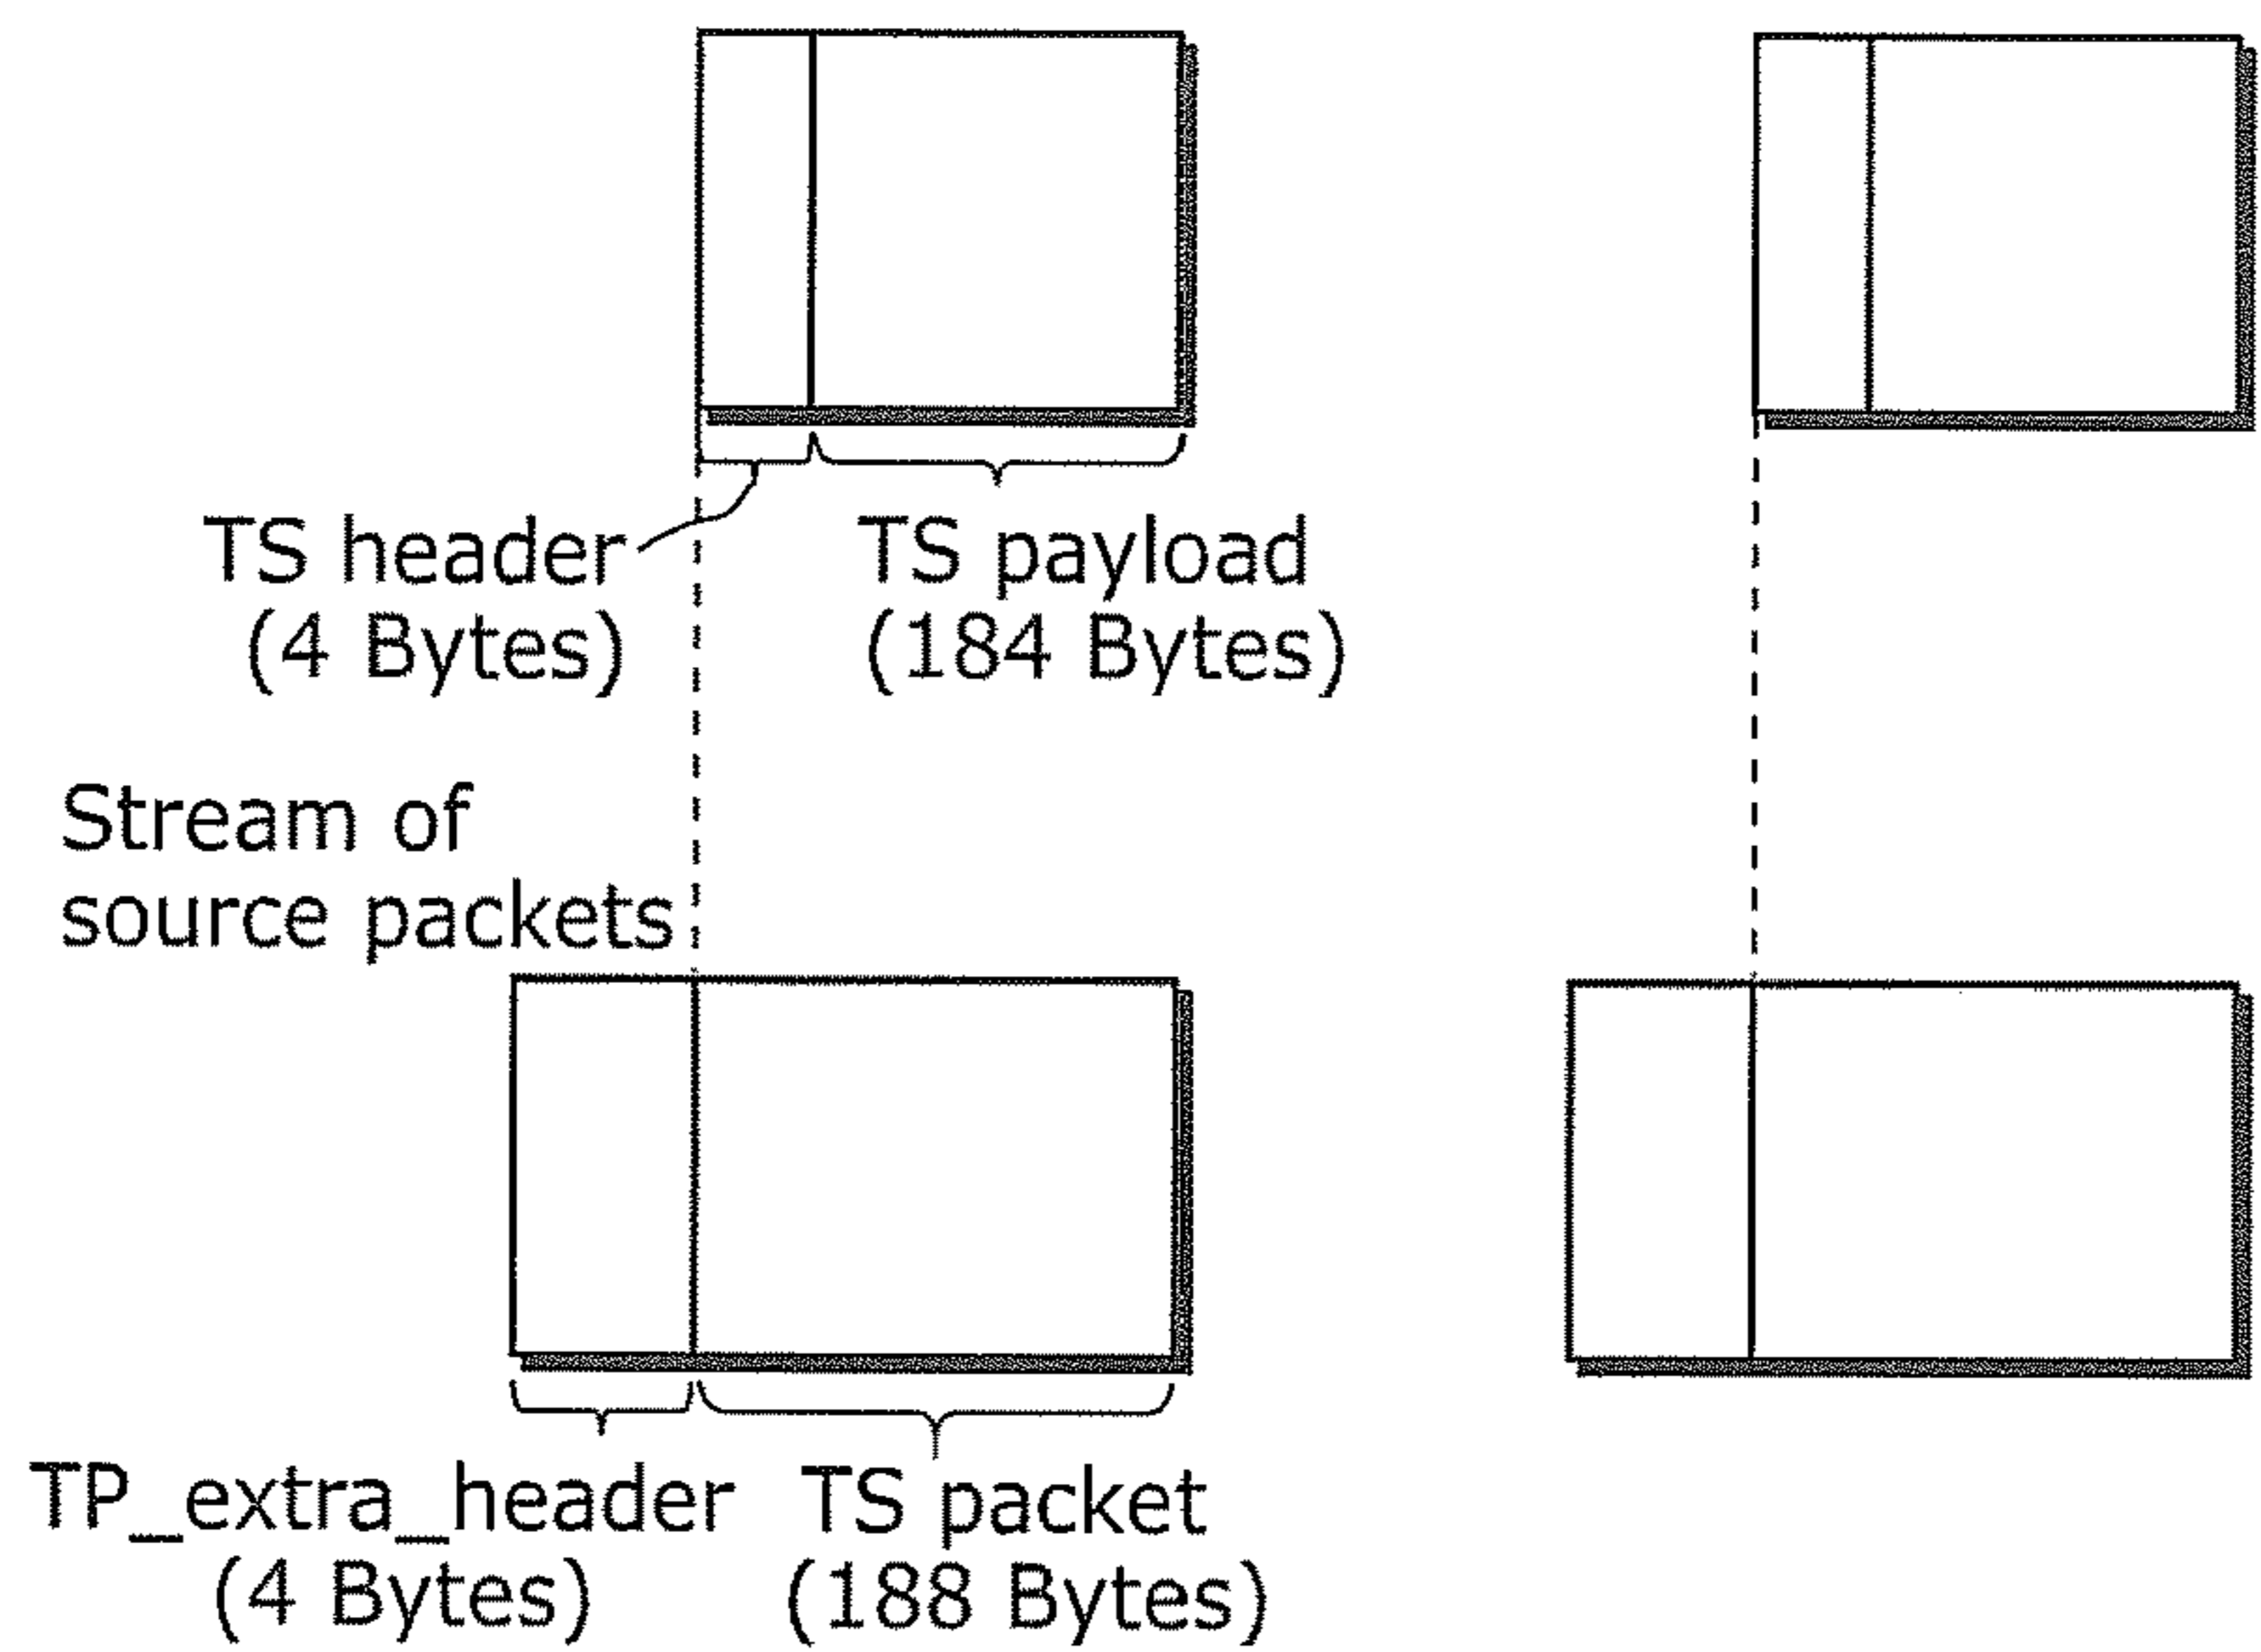 TS header
(4 Bytes)
TS payload
(184 Bytes)
Stream of
source packets
TP_extra_header
(4 Bytes)
TS packet
(188 Bytes)